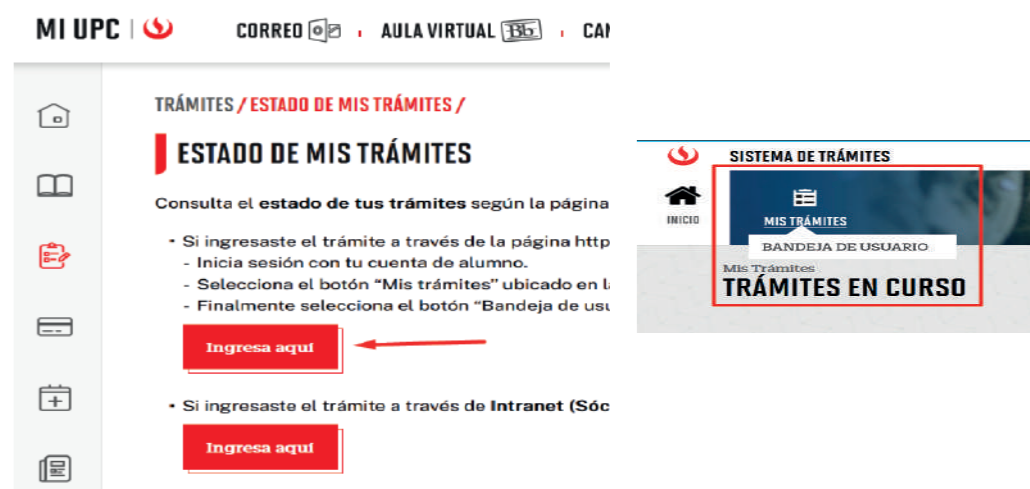 MI UPC
CORREO
AULA VIRTUAL Bb
TRÁMITES / ESTADO DE MIS TRÁMITES /
ESTADO DE MIS TRÁMITES
Consulta el estado de tus trámites según la página
• Si ingresaste el trámite a través de la página http
- Inicia sesión con tu cuenta de alumno.
- Selecciona el botón “Mis trámites” ubicado en
- Finalmente selecciona el botón “Bandeja de
Ingresa aquí
• Si ingresaste el trámite a través de Intranet
Ingresa aquí
SISTEMA DE TRÁMITES
INICIO
MIS TRÁMITES
BANDEJA DE USUARIO
Mis Trámites
TRÁMITES EN CURSO